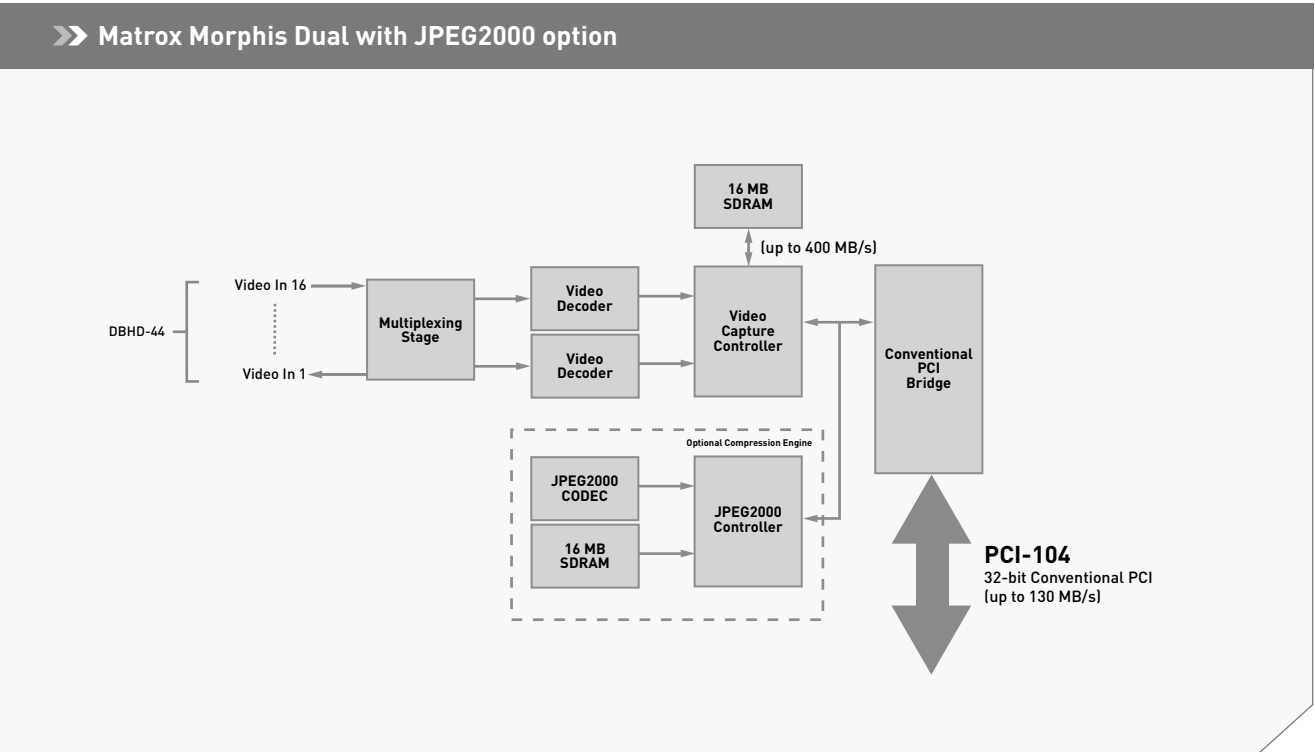 Matrox Morphis Dual with JPEG2000 option
16 MB
SDRAM
(up to 400 MB/s)
DBHD-44
Video In 16
Video In 1
Multiplexing
Stage
Video
Decoder
Video
Decoder
Video
Capture
Controller
Conventional
PCI
Bridge
Optional Compression Engine
JPEG2000
CODEC
16 MB
SDRAM
JPEG2000
Controller
PCI-104
32-bit Conventional PCI
(up to 130 MB/s)